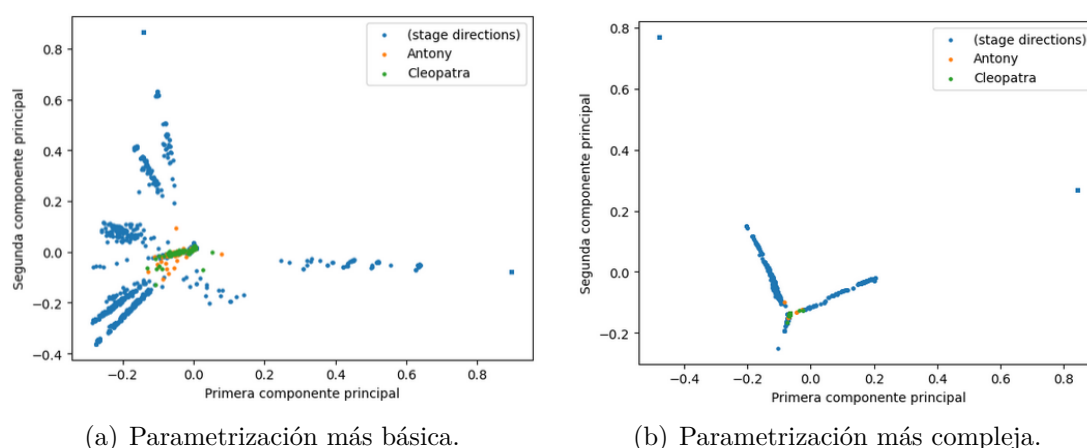 (stage directions)
Antony
Cleopatra
0.8
0.6
0.4
0.2
0.0
−0.2
−0.4
Segunda componente principal
−0.2
0.0
0.2
0.4
0.6
0.8
Primera componente principal
(a) Parametrización más básica.
(stage directions)
Antony
Cleopatra
0.8
0.6
0.4
0.2
0.0
−0.2
Segunda componente principal
−0.4
−0.2
0.0
0.2
0.4
0.6
0.8
Primera componente principal
(b) Parametrización más compleja.